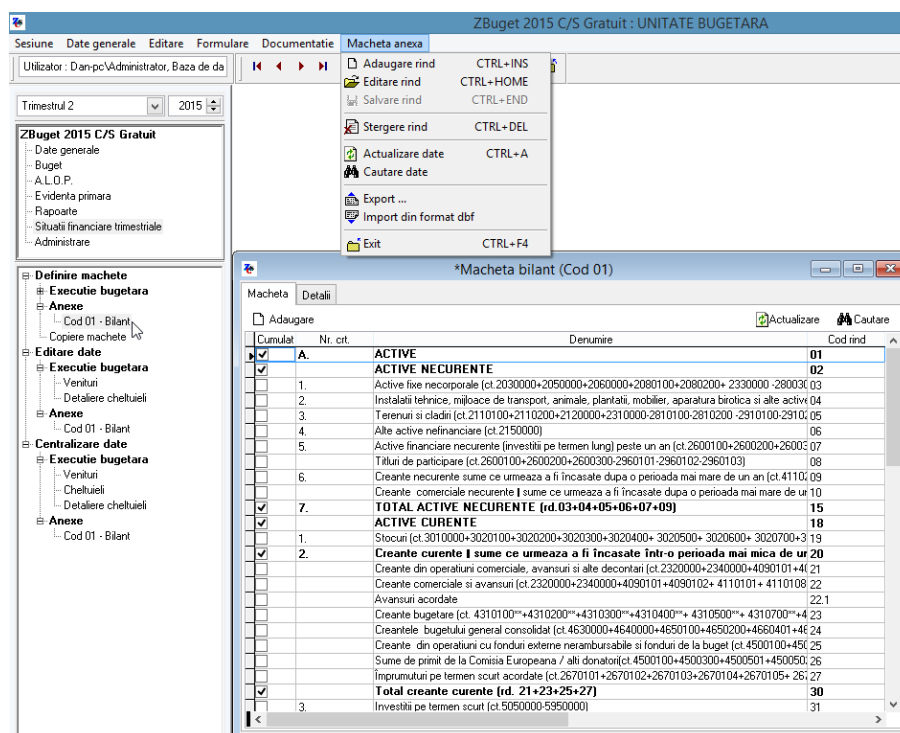 ZBuget 2015 C/S Gratuit : UNITATE BUGETARA
Sesiune Date generale Editare Formulare Documentatie Macheta anexa
Utilizator : Dan-pc\Administrator, Baza de da
Adaugare rind CTRL+INS
Editare rind CTRL+HOME
Salvare rind CTRL+END
Stergere rind CTRL+DEL
Actualizare date CTRL+A
Cautare date
Export ...
Import din format dbf
Exit CTRL+F4
Trimestrul 2 2015
ZBuget 2015 C/S Gratuit
Date generale
Buget
A.L.O.P.
Evidenta primara
Rapoarte
Situatii financiare trimestriale
Administrare
Definire machete
Executie bugetara
Anexe
Cod 01 - Bilant
Copiere machete
Editare date
Executie bugetara
Venituri
Detaliere cheltuieli
Anexe
Cod 01 - Bilant
Centralizare date
Executie bugetara
Venituri
Cheltuieli
Detaliere cheltuieli
Anexe
Cod 01 - Bilant
*Macheta bilant (Cod 01)
Macheta Detalii
Adaugare Actualizare Cautare
Cumulat Nr. crt. Denumire Cod rind
A. ACTIVE 01
ACTIVE NECURENTE 02
1. Active fixe necorporale (ct.2030000+2050000+2060000+2080100+2080200+ 2330000 -280030 03
2. Instalatii tehnice, mijloace de transport, animale, plantatii, mobilier, aparatura birotica si alte active 04
3. Terenuri si cladiri (ct.2110100+2110200+2120000+2310000-2810100-2810200 -2910100-2910 05
4. Alte active nefinanciare (ct.2150000) 06
5. Active financiare necurente (investitii pe termen lung) peste un an (ct.2600100+2600200+26003 07
Titluri de participare (ct.2600100+2600200+2600300-2960101-2960102-2960103) 08
6. Creante necurente sume ce urmeaza a fi încasate dupa o perioada mai mare de un an (ct.4110 09
Creante comerciale necurente sume ce urmeaza a fi încasate dupa o perioada mai mare de un 10
7. TOTAL ACTIVE NECURENTE (rd.03+04+05+06+07+09) 15
ACTIVE CURENTE 18
1. Stocuri (ct.3010000+3020100+3020200+3020300+3020400+ 3020500+ 3020600+ 3020700+3 19
2. Creante curente sume ce urmeaza a fi încasate într-o perioada mai mica de un 20
Creante din operatiuni comerciale, avansuri si alte decontari (ct.2320000+2340000+4090101+4 21
Creante comerciale si avansuri (ct.2320000+2340000+4090101+4090102+ 4110101+ 4110108 22
Avansuri acordate 22.1
Creante bugetare (ct. 4310100**+4310200**+4310300**+4310400**+ 4310500**+ 4310700**+4 23
Creantele bugetului general consolidat (ct.4630000+4640000+4650100+4650200+4660401+46 24
Creante din operatiuni cu fonduri externe nerambursabile si fonduri de la buget (ct.4500100+450 25
Sume de primit de la Comisia Europeana / alti donatori(ct.4500100+4500300+4500501+450050 26
Împrumuturi pe termen scurt acordate (ct.2670101+2670102+2670103+2670104+2670105+ 267 27
Total creante curente (rd. 21+23+25+27) 30
3. Investitii pe termen scurt (ct.5050000-5950000) 31